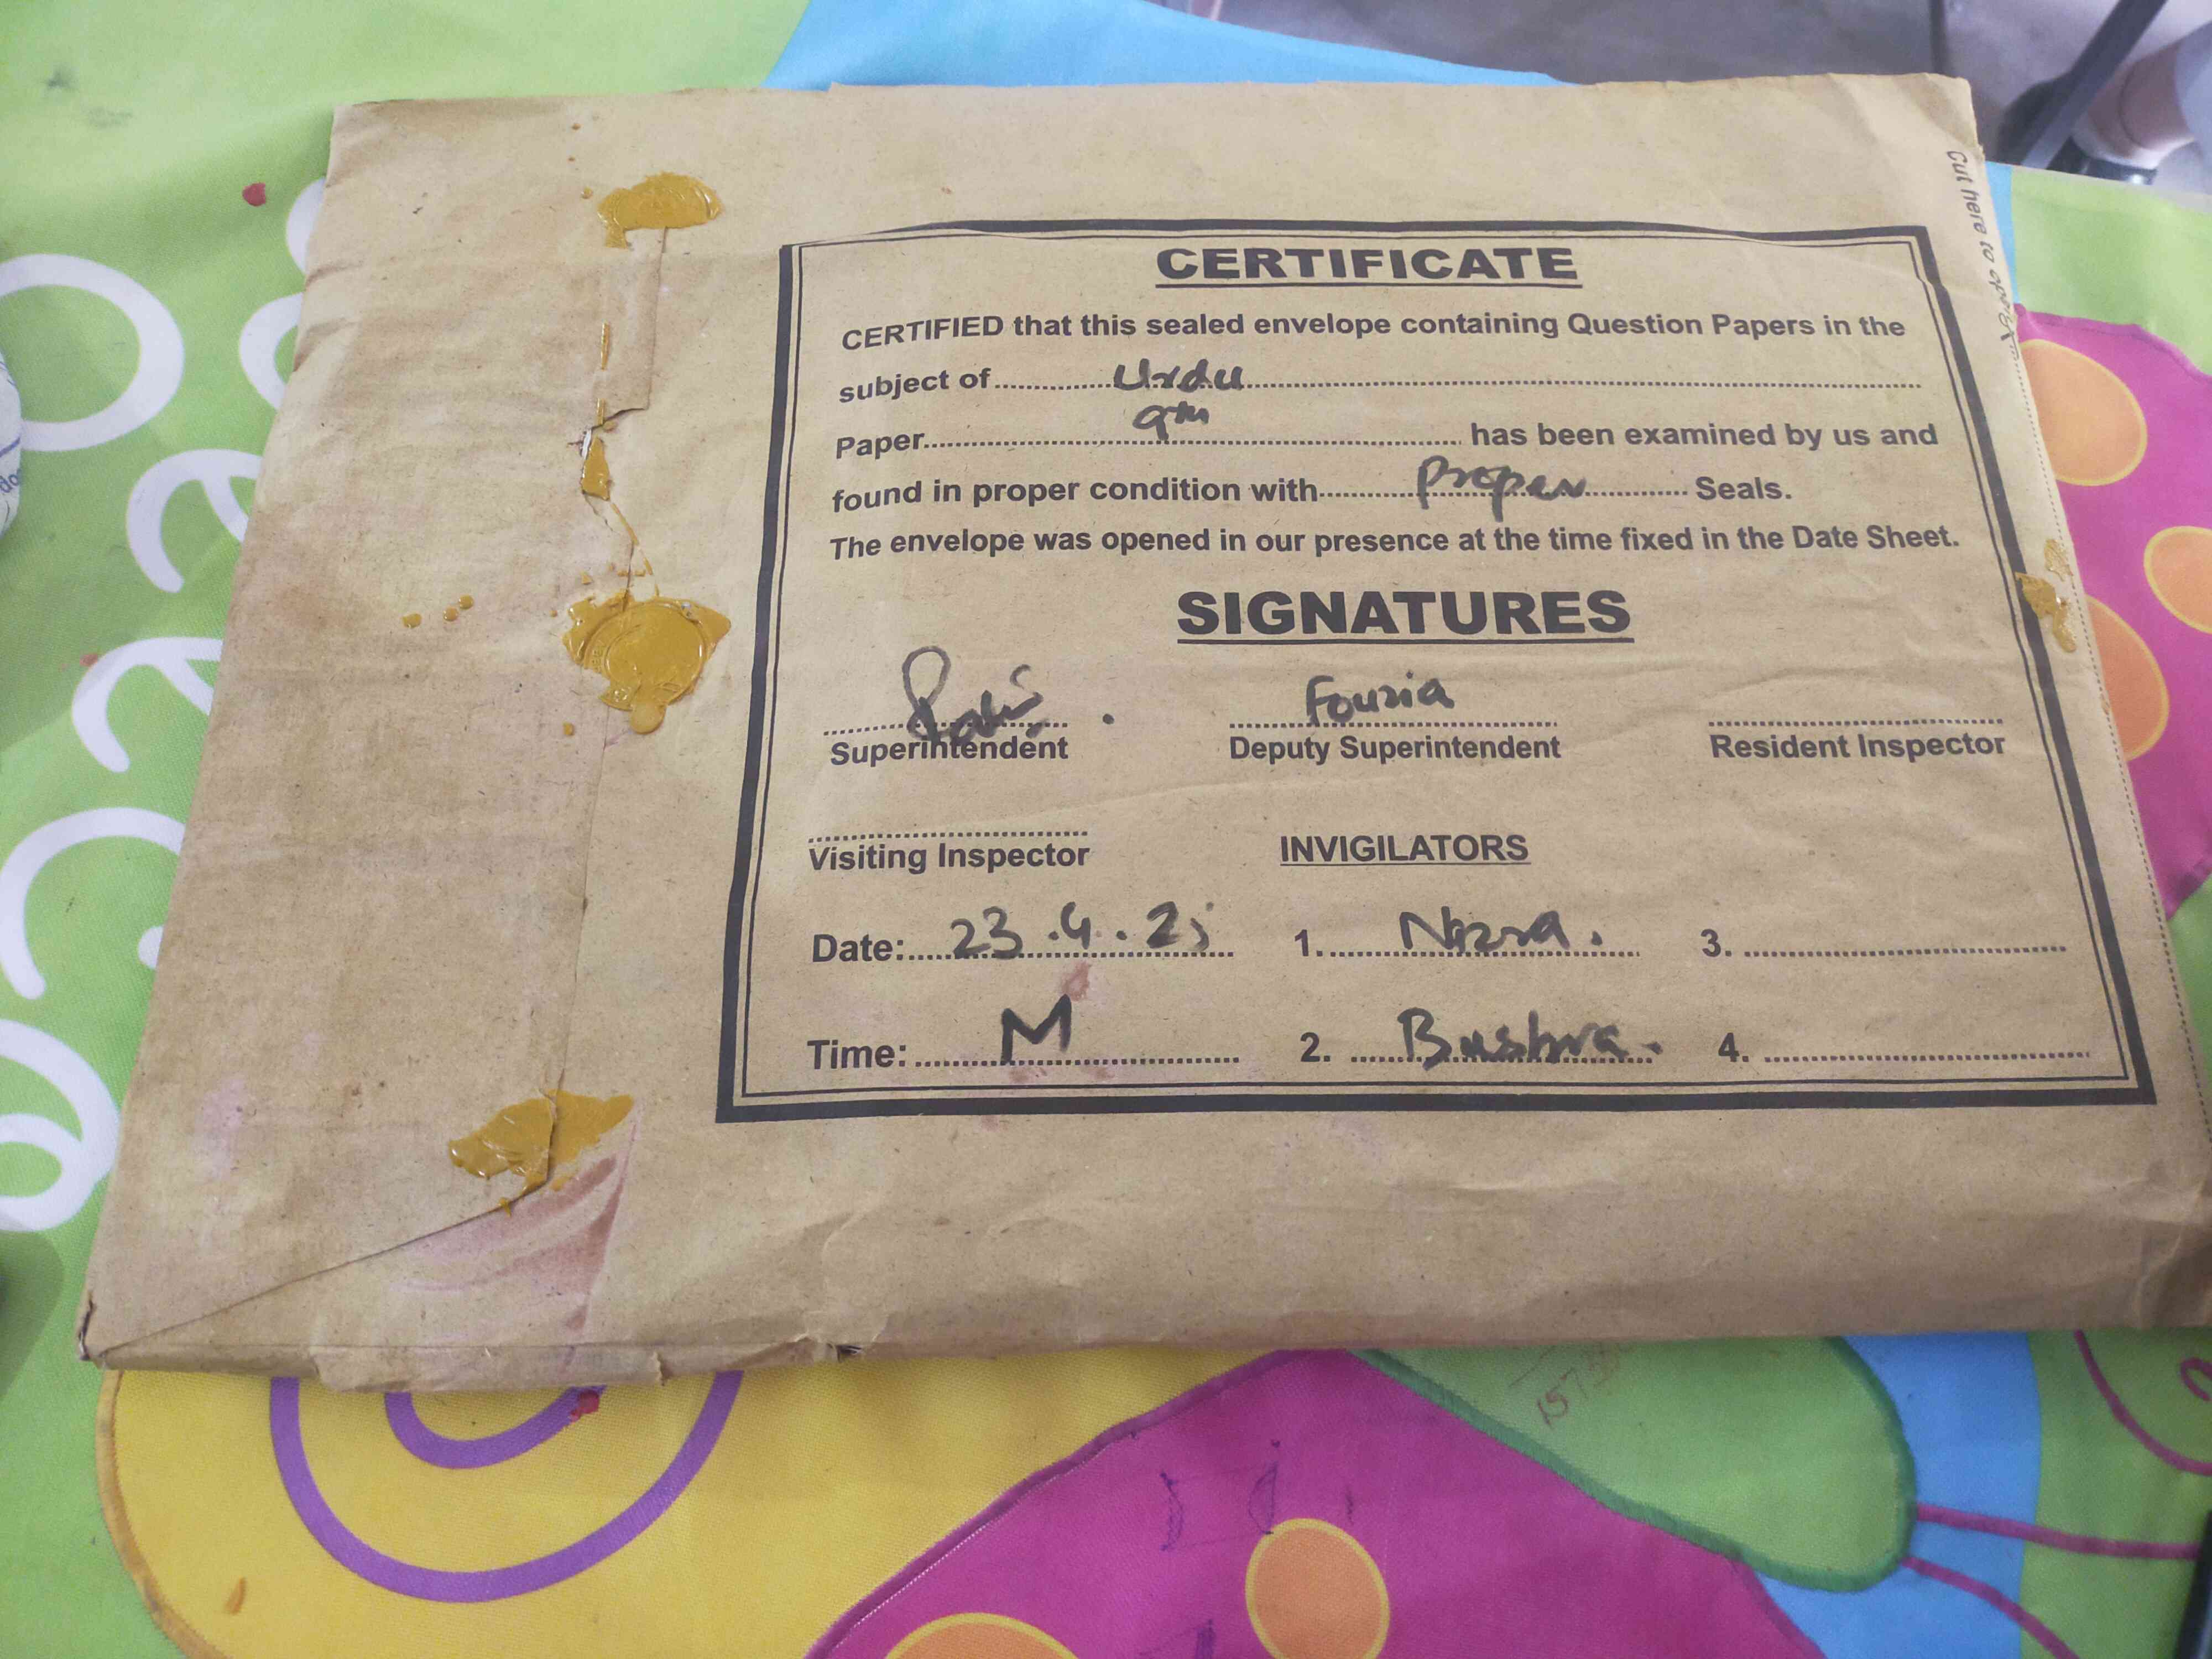 Cut here to open
CERTIFICATE
CERTIFIED that this sealed envelope containing Question Papers in the
subject of Urdu
Paper 9th has been examined by us and
found in proper condition with Proper Seals.
The envelope was opened in our presence at the time fixed in the Date Sheet.
SIGNATURES
Fouzia
Superintendent Deputy Superintendent Resident Inspector
Visiting Inspector INVIGILATORS
Date: 23.4.25 1. 3.
Time: M 2. Bushra. 4.